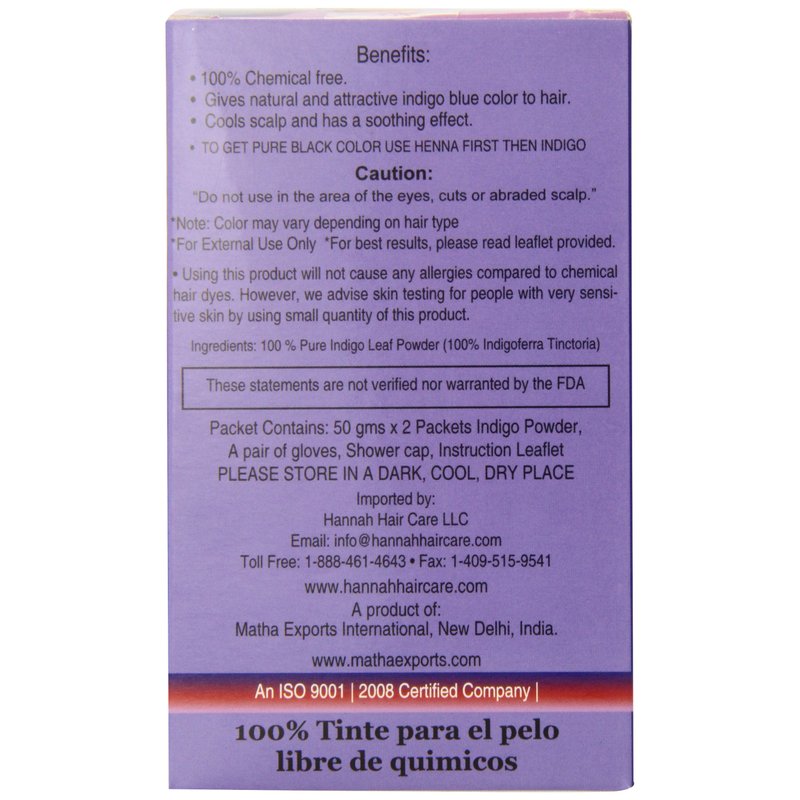 Benefits:
• 100% Chemical free.
• Gives natural and attractive indigo blue color to hair.
• Cools scalp and has a soothing effect.
• TO GET PURE BLACK COLOR USE HENNA FIRST THEN INDIGO
Caution:
"Do not use in the area of the eyes, cuts or abraded scalp."
*Note: Color may vary depending on hair type
*For External Use Only *For best results, please read leaflet provided.
• Using this product will not cause any allergies compared to chemical
hair dyes. However, we advise skin testing for people with very sensi-
tive skin by using small quantity of this product.
Ingredients: 100 % Pure Indigo Leaf Powder (100% Indigoferra Tinctoria)
These statements are not verified nor warranted by the FDA
Packet Contains: 50 gms x 2 Packets Indigo Powder,
A pair of gloves, Shower cap, Instruction Leaflet
PLEASE STORE IN A DARK, COOL, DRY PLACE
Imported by:
Hannah Hair Care LLC
Email: info@hannahhaircare.com
Toll Free: 1-888-461-4643 • Fax: 1-409-515-9541
www.hannahhaircare.com
A product of:
Matha Exports International, New Delhi, India.
www.mathaexports.com
An ISO 9001 | 2008 Certified Company |
100% Tinte para el pelo
libre de quimicos